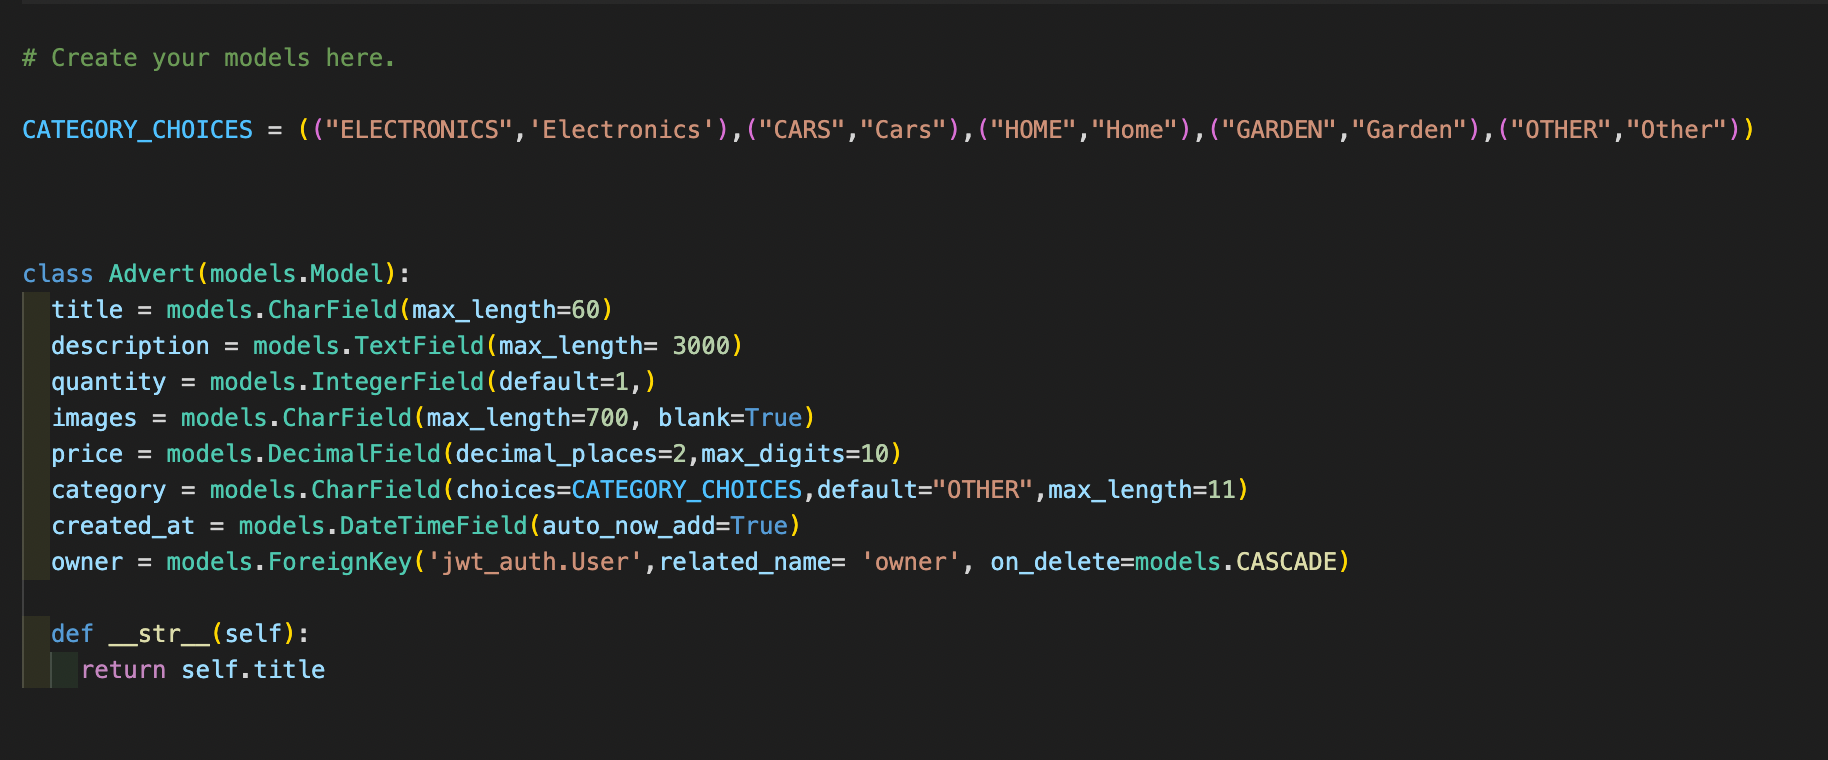 # Create your models here.
CATEGORY_CHOICES = (("ELECTRONICS",'Electronics'),("CARS","Cars"),("HOME","Home"),("GARDEN","Garden"),("OTHER","Other"))
class Advert(models.Model):
  title = models.CharField(max_length=60)
  description = models.TextField(max_length= 3000)
  quantity = models.IntegerField(default=1,)
  images = models.CharField(max_length=700, blank=True)
  price = models.DecimalField(decimal_places=2,max_digits=10)
  category = models.CharField(choices=CATEGORY_CHOICES,default="OTHER",max_length=11)
  created_at = models.DateTimeField(auto_now_add=True)
  owner = models.ForeignKey('jwt_auth.User',related_name= 'owner', on_delete=models.CASCADE)
  def __str__(self):
    return self.title